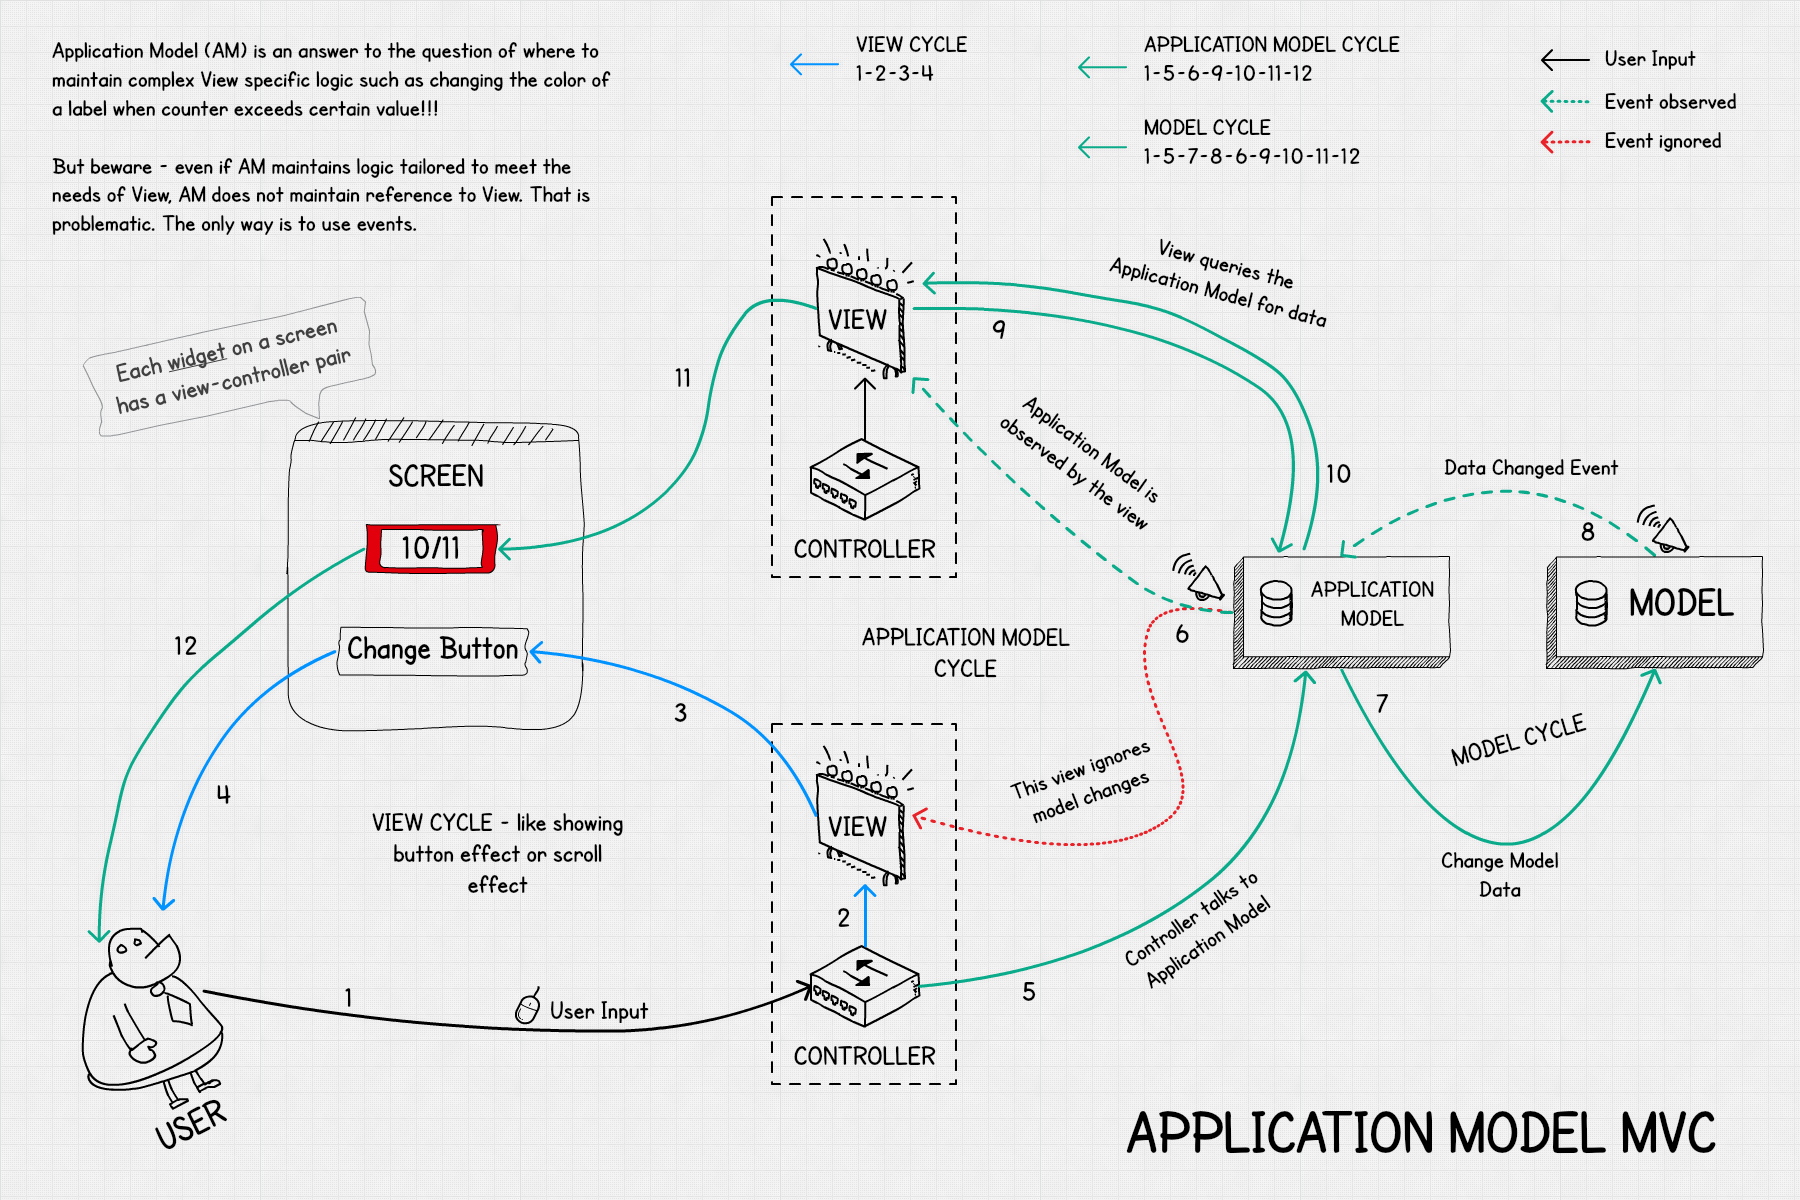 Application Model (AM) is an answer to the question of where to
maintain complex View specific logic such as changing the color of
a label when counter exceeds certain value!!!
But beware - even if AM maintains logic tailored to meet the
needs of View, AM does not maintain reference to View. That is
problematic. The only way is to use events.
VIEW CYCLE
1-2-3-4
APPLICATION MODEL CYCLE
1-5-6-9-10-11-12
MODEL CYCLE
1-5-7-8-6-9-10-11-12
User Input
Event observed
Event ignored
Each widget on a screen
has a view-controller pair
SCREEN
10/11
Change Button
VIEW
CONTROLLER
11
9
View queries the
Application Model for data
Application Model is
observed by the view
10
Data Changed Event
8
APPLICATION
MODEL
MODEL
6
APPLICATION MODEL
CYCLE
12
3
4
7
MODEL CYCLE
This view ignores
model changes
VIEW CYCLE - like showing
button effect or scroll
effect
VIEW
2
CONTROLLER
Change Model
Data
Controller talks to
Application Model
5
1
User Input
USER
APPLICATION MODEL MVC